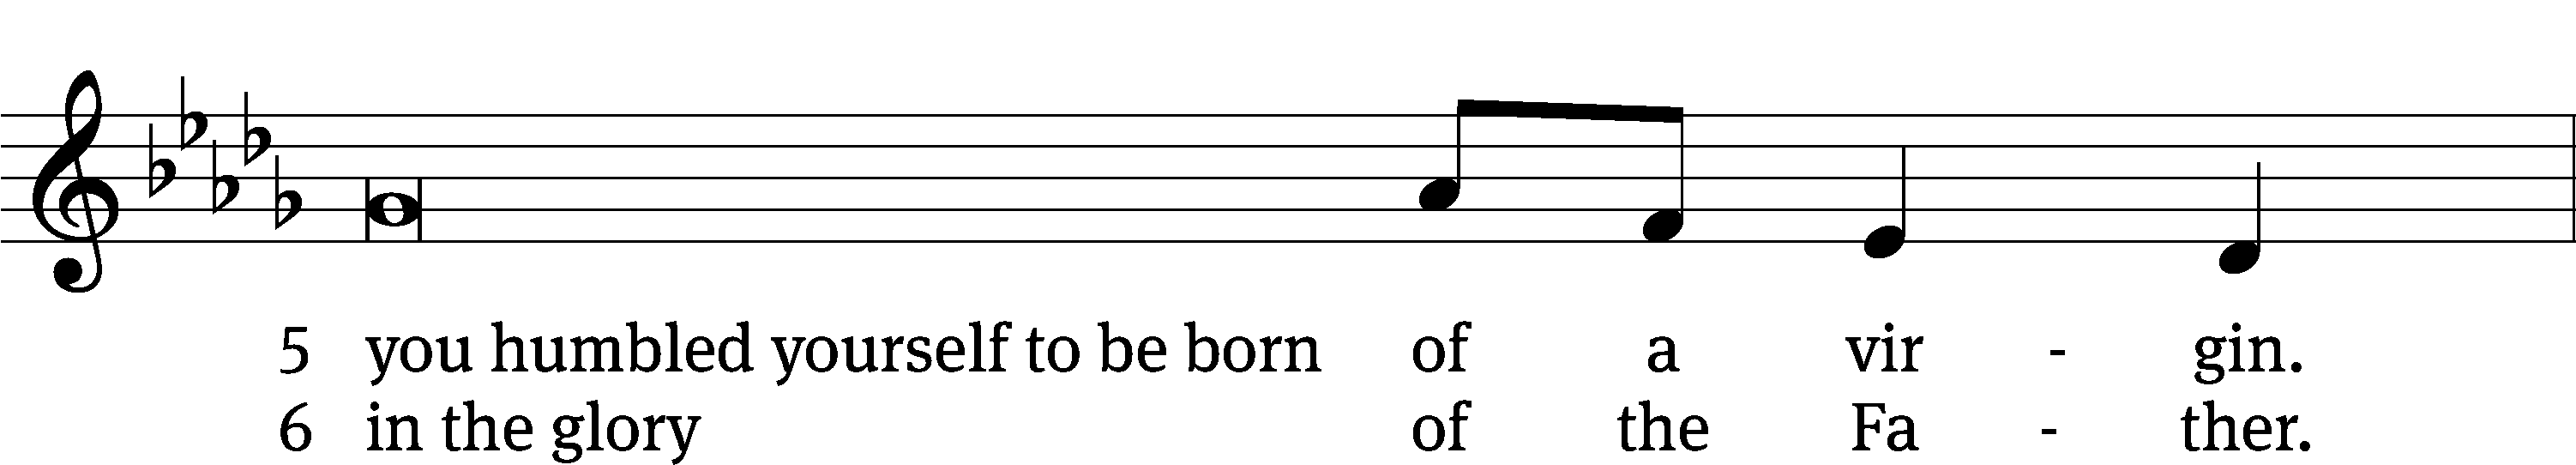 5 you humbled yourself to be born of a vir - gin.
6 in the glory of the Fa - ther.